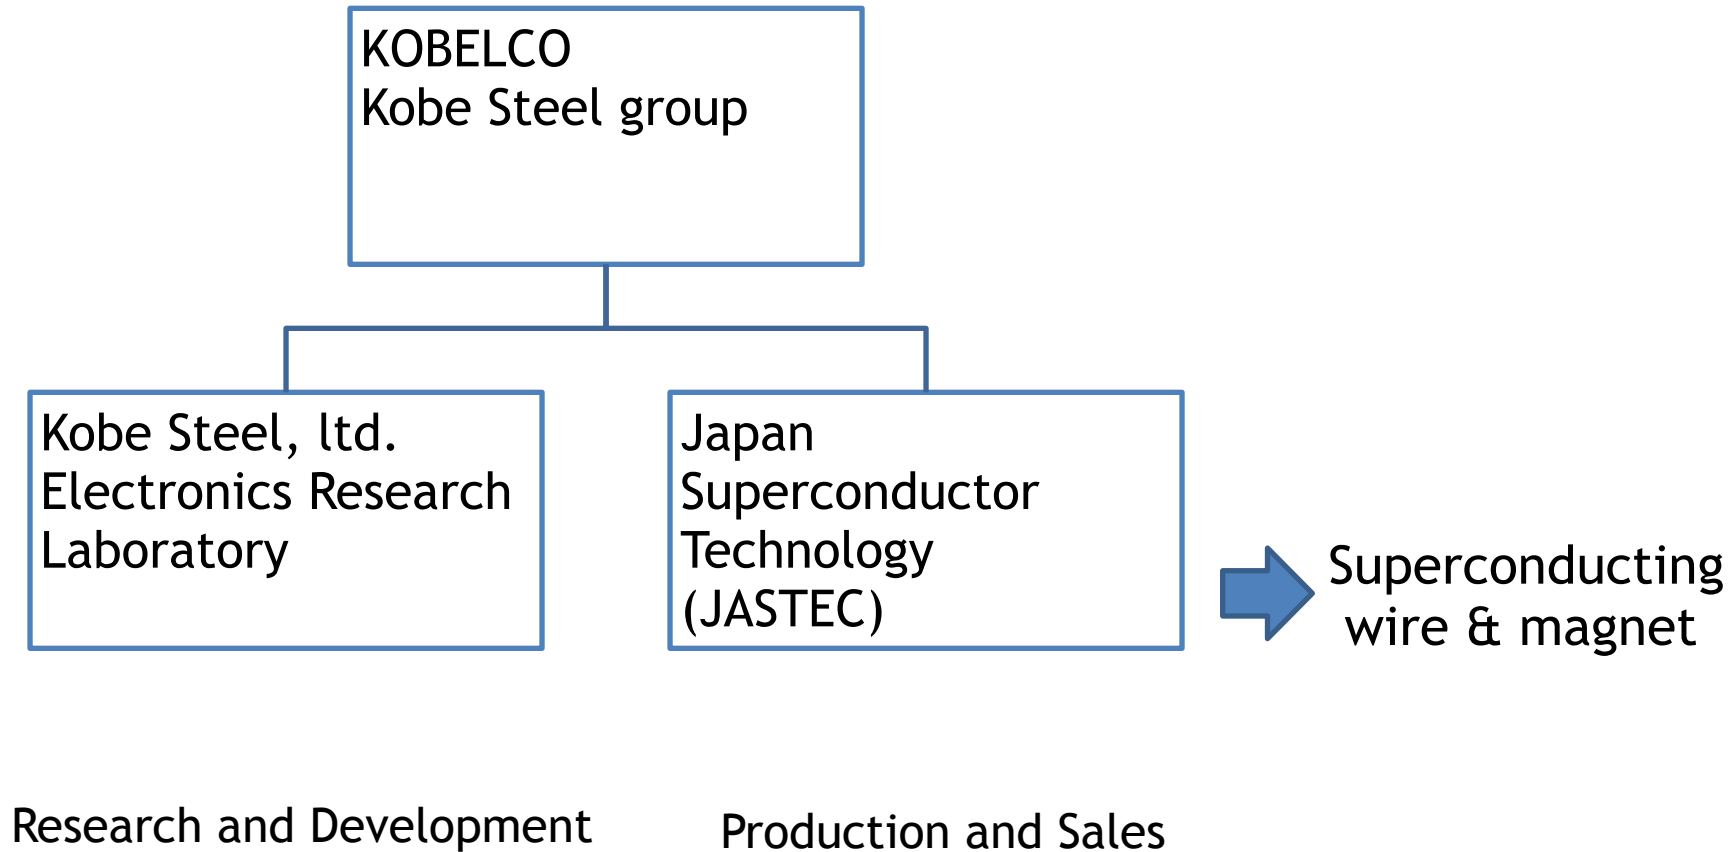 KOBELCO
Kobe Steel group
Kobe Steel, ltd.
Electronics Research
Laboratory
Japan
Superconductor
Technology
(JASTEC)
Superconducting
wire & magnet
Research and Development
Production and Sales